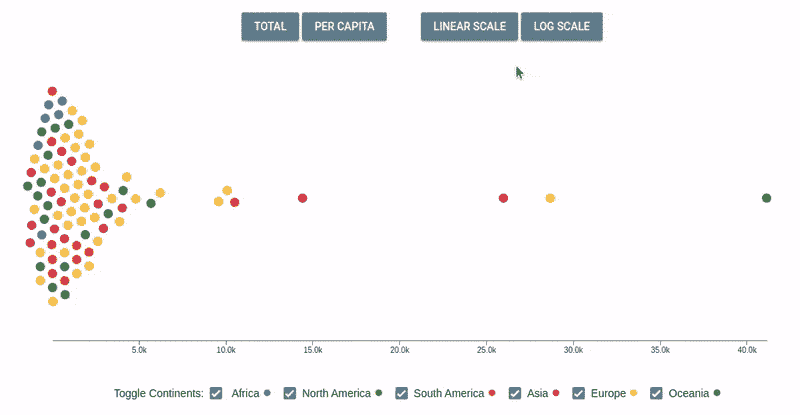 TOTAL PER CAPITA LINEAR SCALE LOG SCALE
5.0k 10.0k 15.0k 20.0k 25.0k 30.0k 35.0k 40.0k
Toggle Continents: Africa North America South America Asia Europe Oceania